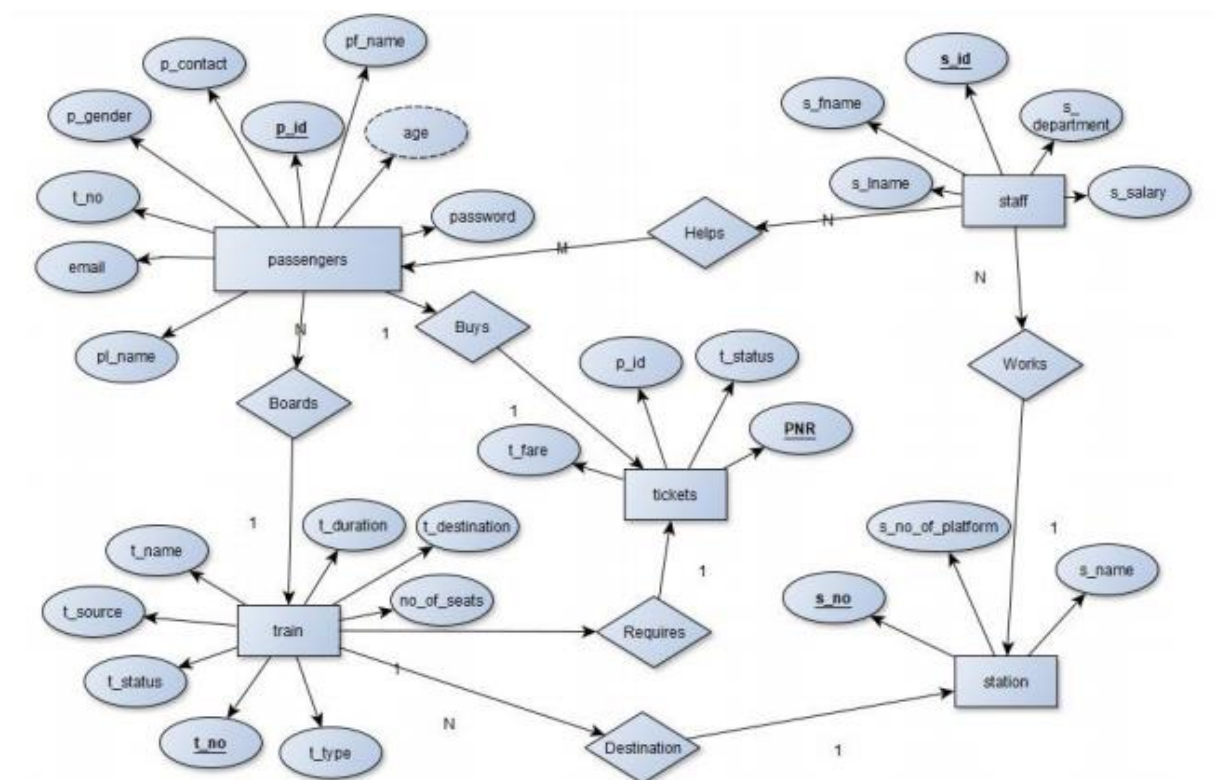 pf_name
p_contact
s_id
s_fname
s_
department
p_gender
p_id
age
s_lname
s_salary
t_no
password
staff
Helps
N
M
email
passengers
N
pl_name
N
1
Buys
p_id
t_status
Works
Boards
1
PNR
t_fare
tickets
t_duration
t_destination
s_no_of_platform
1
1
t_name
s_name
1
t_source
no_of_seats
s_no
train
Requires
t_status
1
station
t_no
t_type
N
Destination
1